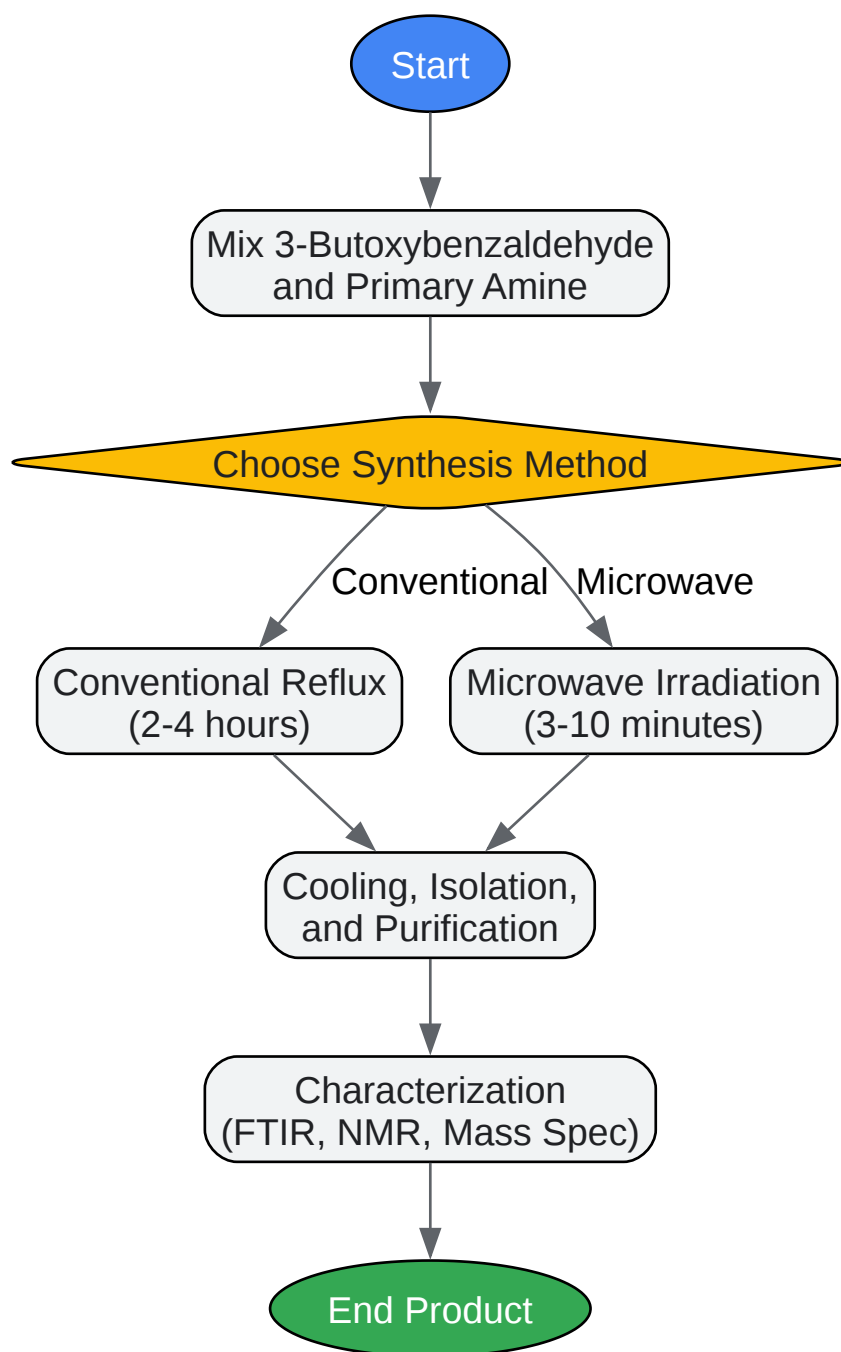 Start
Mix 3-Butoxybenzaldehyde
and Primary Amine
Choose Synthesis Method
Conventional
Microwave
Conventional Reflux
(2-4 hours)
Microwave Irradiation
(3-10 minutes)
Cooling, Isolation,
and Purification
Characterization
(FTIR, NMR, Mass Spec)
End Product